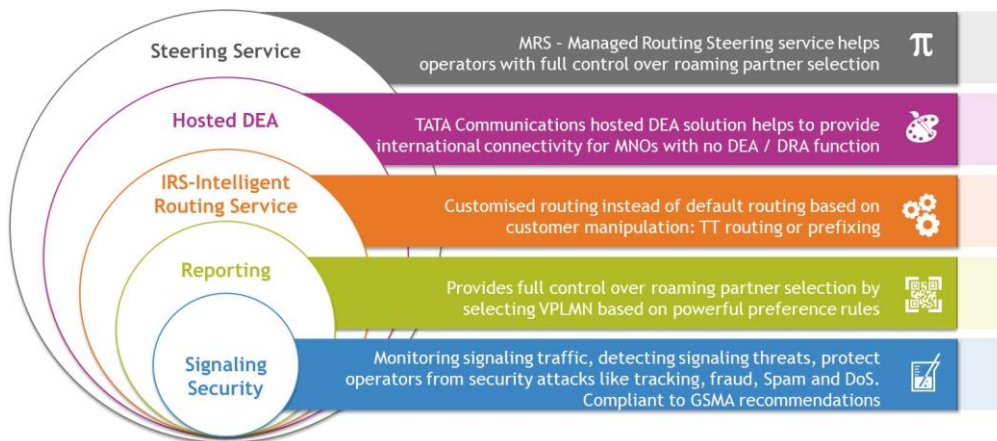 Steering Service
MRS – Managed Routing Steering service helps
operators with full control over roaming partner selection
π
Hosted DEA
TATA Communications hosted DEA solution helps to provide
international connectivity for MNOs with no DEA / DRA function
IRS-Intelligent
Routing Service
Customised routing instead of default routing based on
customer manipulation: TT routing or prefixing
Reporting
Provides full control over roaming partner selection by
selecting VPLMN based on powerful preference rules
Signaling
Security
Monitoring signaling traffic, detecting signaling threats, protect
operators from security attacks like tracking, fraud, Spam and DoS.
Compliant to GSMA recommendations